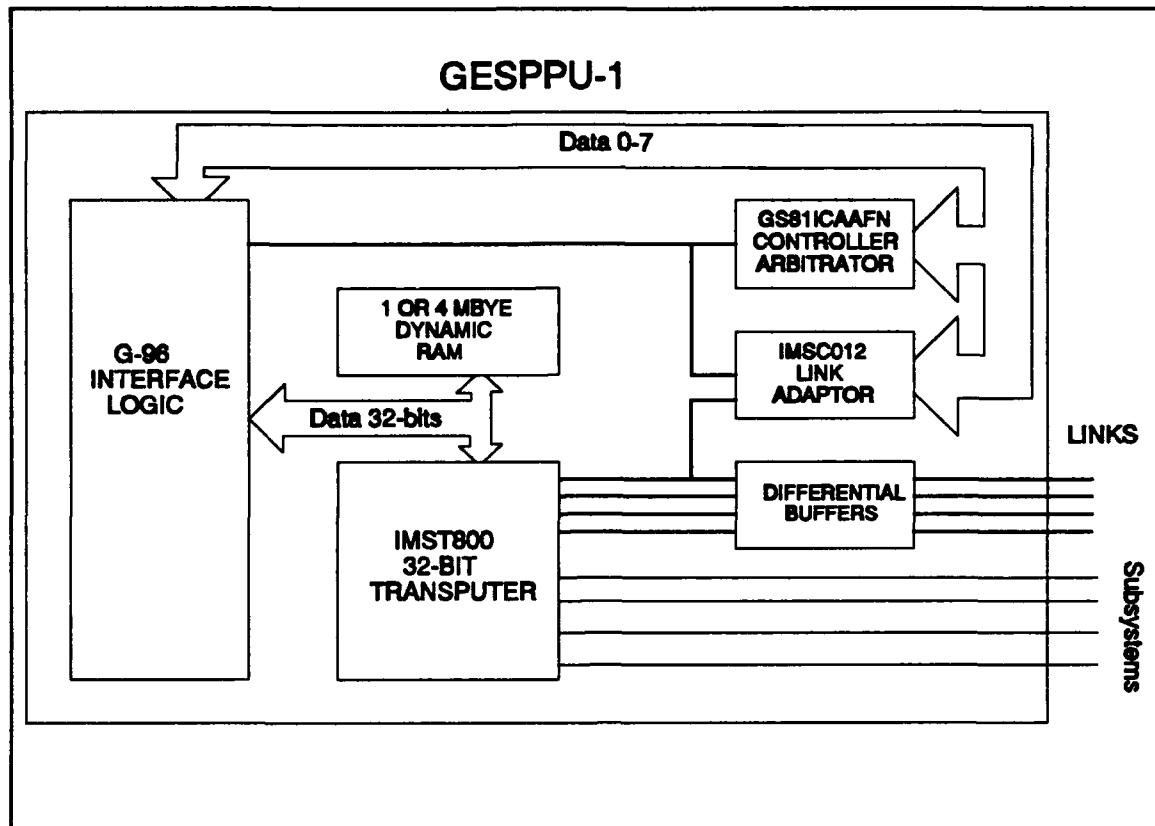 GESPPU-1
Data 0-7
GS81ICAAFN
CONTROLLER
ARBITRATOR
1 OR 4 MBYE
DYNAMIC
RAM
G-96
INTERFACE
LOGIC
IMSC012
LINK
ADAPTOR
Data 32-bits
LINKS
DIFFERENTIAL
BUFFERS
IMST800
32-BIT
TRANSPUTER
Subsystems